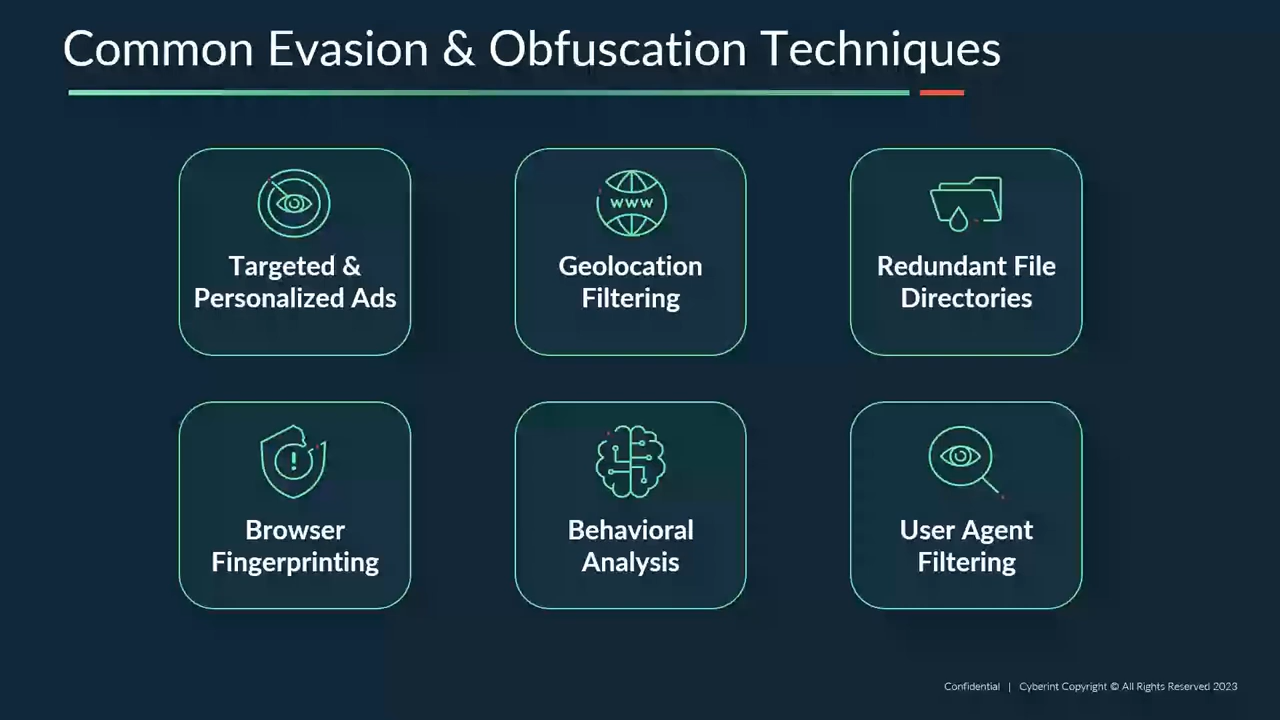 Common Evasion & Obfuscation Techniques
Targeted &
Personalized Ads
www
Geolocation
Filtering
Redundant File
Directories
!
Browser
Fingerprinting
Behavioral
Analysis
User Agent
Filtering
Confidential | Cyberint Copyright © All Rights Reserved 2023